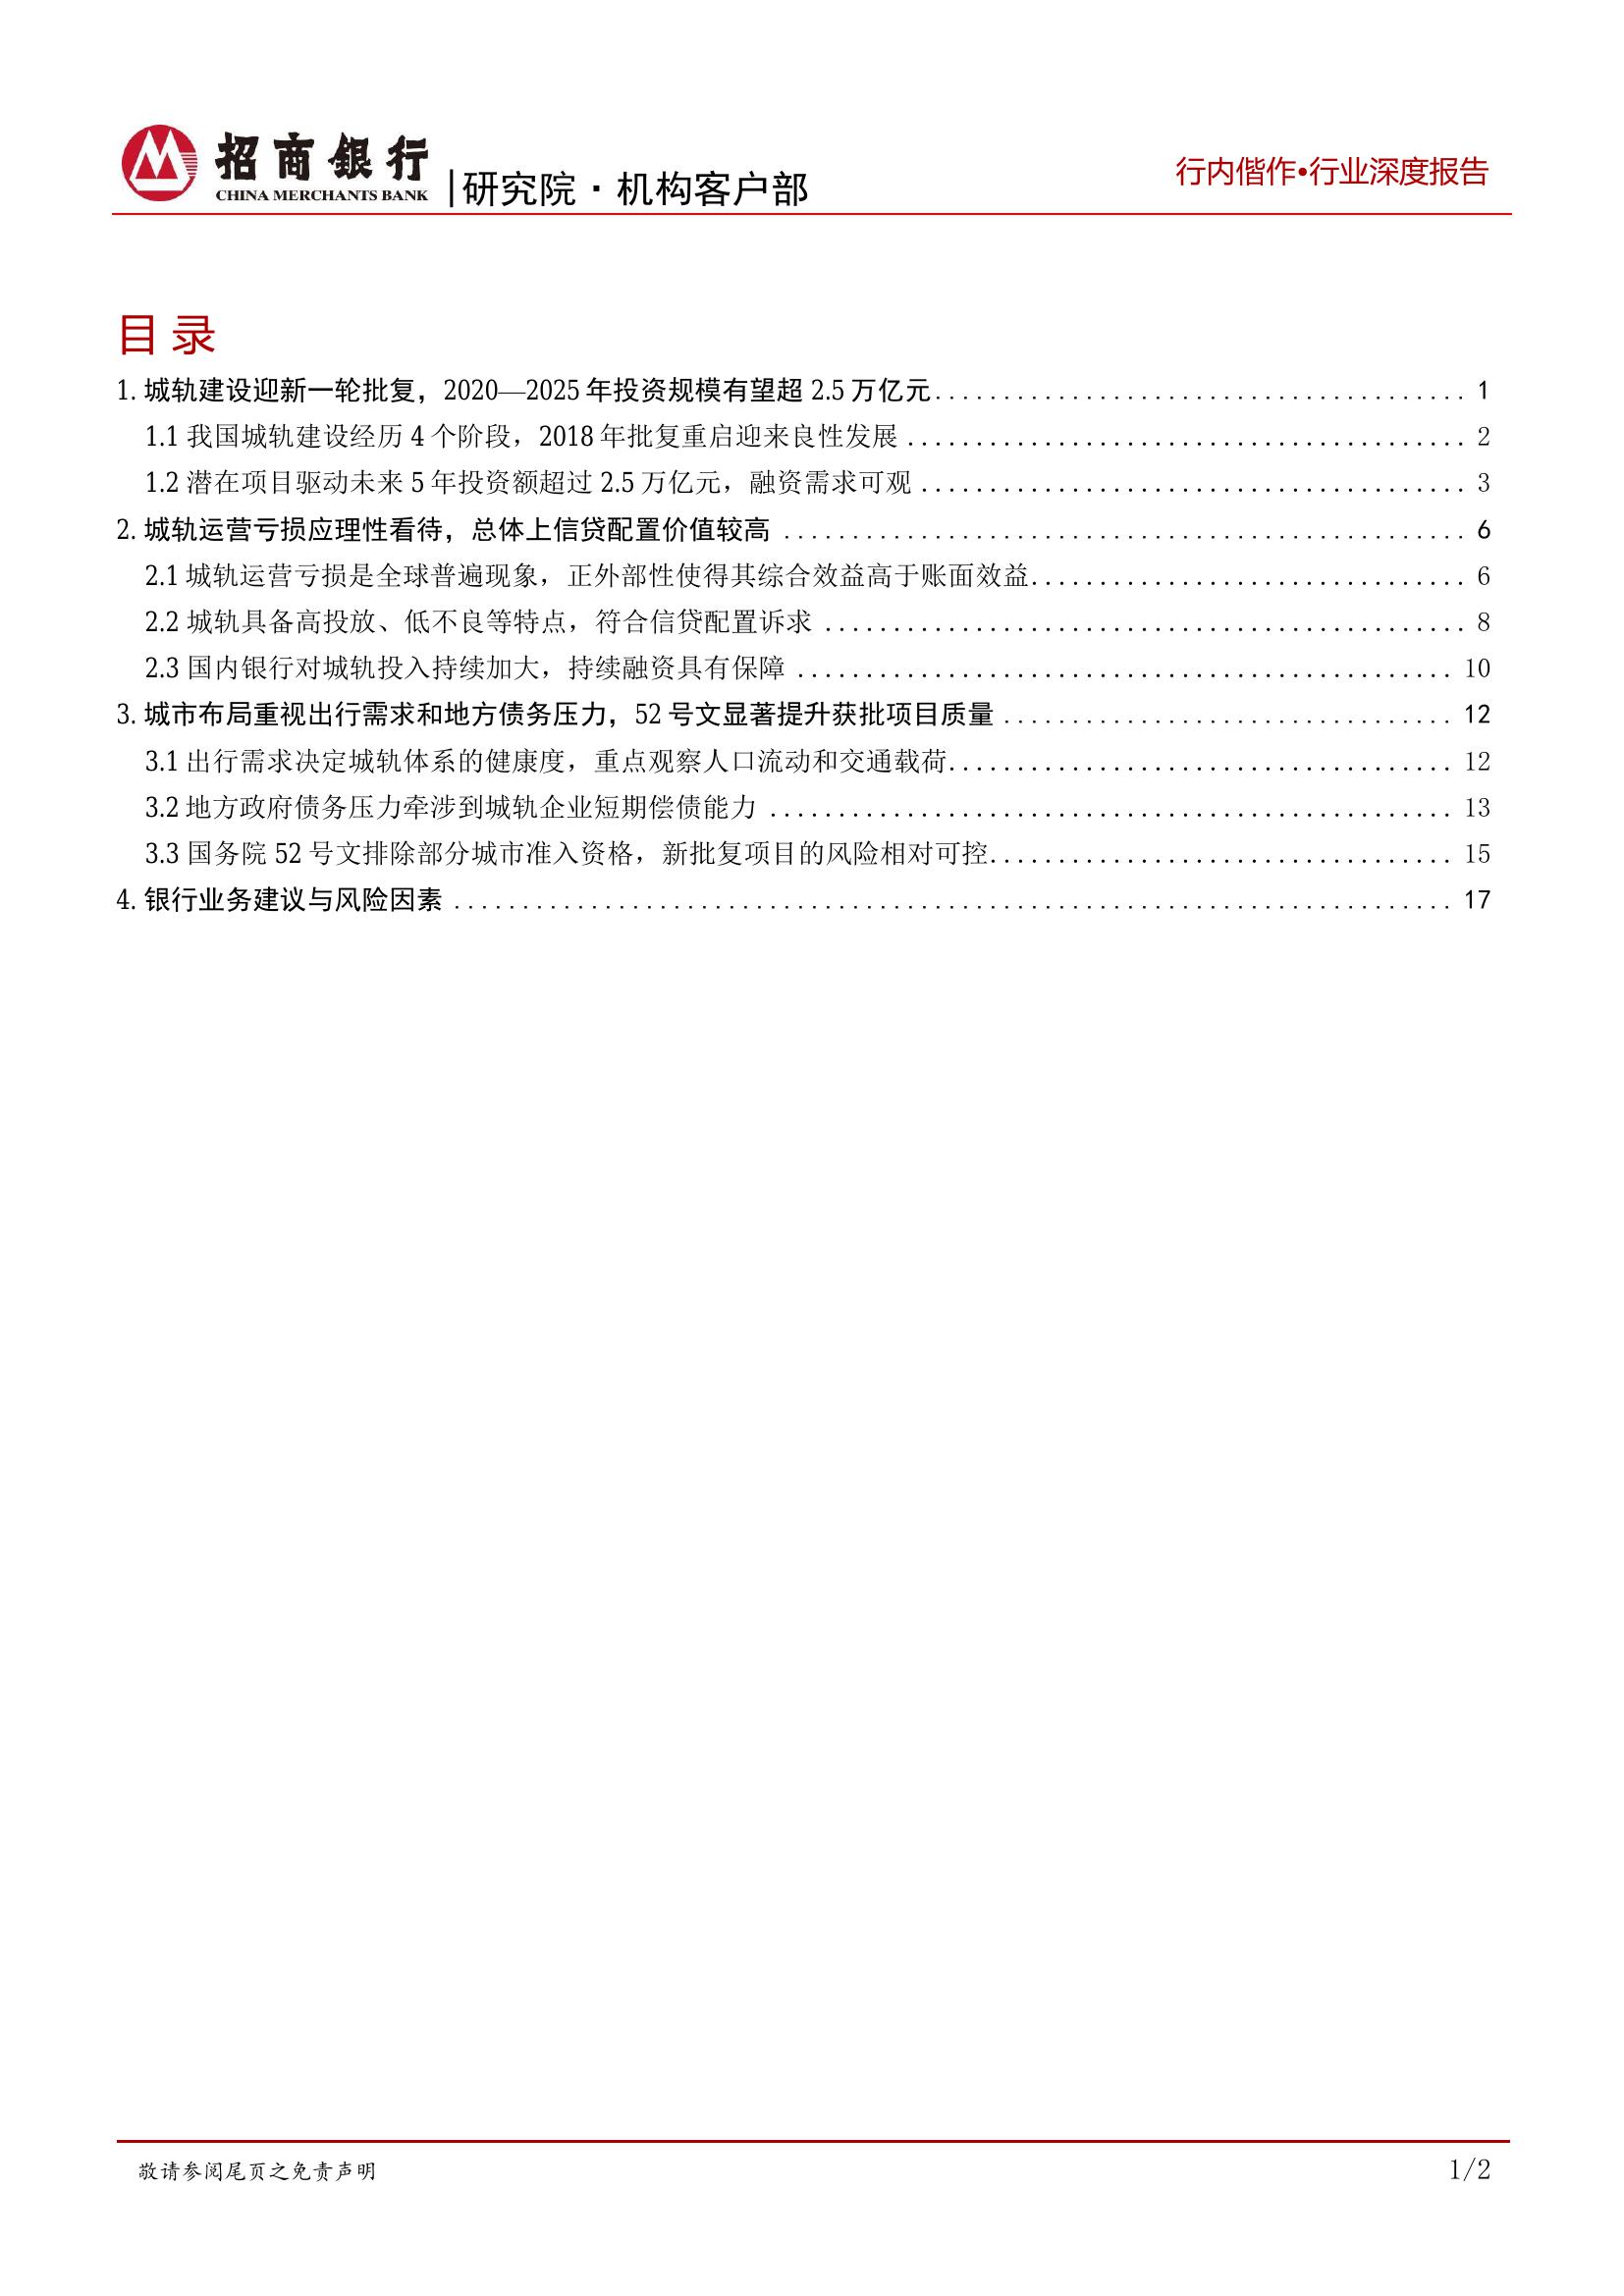 招商银行
CHINA MERCHANTS BANK
|研究院·机构客户部
行内偕作•行业深度报告
目录
1. 城轨建设迎新一轮批复，2020—2025 年投资规模有望超 2.5 万亿元 1
1.1 我国城轨建设经历 4 个阶段，2018 年批复重启迎来良性发展 2
1.2 潜在项目驱动未来 5 年投资额超过 2.5 万亿元，融资需求可观 3
2. 城轨运营亏损应理性看待，总体上信贷配置价值较高 6
2.1 城轨运营亏损是全球普遍现象，正外部性使得其综合效益高于账面效益 6
2.2 城轨具备高投放、低不良等特点，符合信贷配置诉求 8
2.3 国内银行对城轨投入持续加大，持续融资具有保障 10
3. 城市布局重视出行需求和地方债务压力，52 号文显著提升获批项目质量 12
3.1 出行需求决定城轨体系的健康度，重点观察人口流动和交通载荷 12
3.2 地方政府债务压力牵涉到城轨企业短期偿债能力 13
3.3 国务院 52 号文排除部分城市准入资格，新批复项目的风险相对可控 15
4. 银行业务建议与风险因素 17
敬请参阅尾页之免责声明
1/2